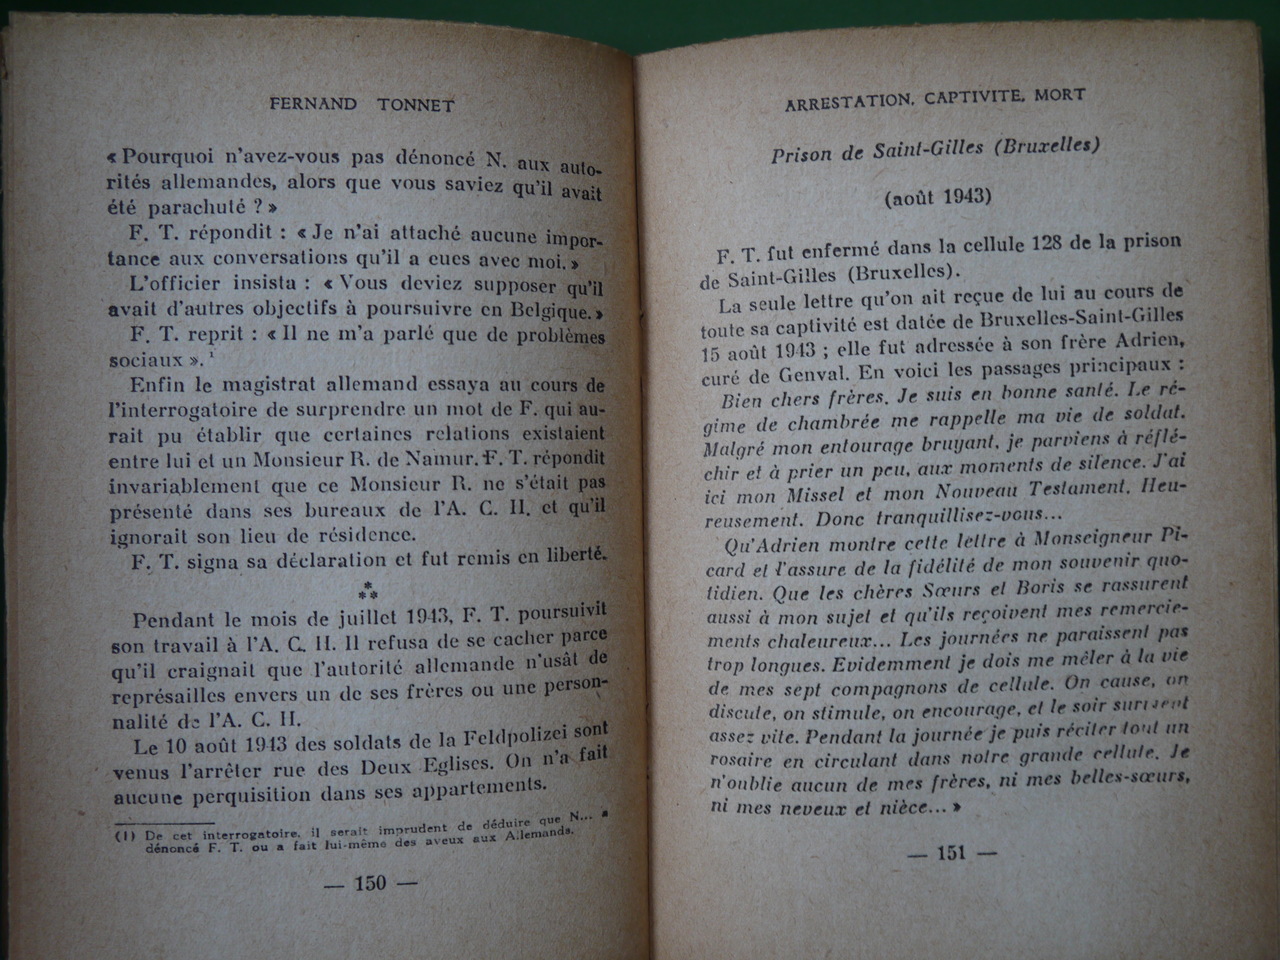 FERNAND TONNET
« Pourquoi n'avez-vous pas dénoncé N. aux auto-
rités allemandes, alors que vous saviez qu'il avait
été parachuté ? »
F. T. répondit : « Je n'ai attaché aucune impor-
tance aux conversations qu'il a eues avec moi. »
L'officier insista : « Vous deviez supposer qu'il
avait d'autres objectifs à poursuivre en Belgique. »
F. T. reprit : « Il ne m'a parlé que de problèmes
sociaux ». ¹
Enfin le magistrat allemand essaya au cours de
l'interrogatoire de surprendre un mot de F. qui au-
rait pu établir que certaines relations existaient
entre lui et un Monsieur R. de Namur. F. T. répondit
invariablement que ce Monsieur R. ne s'était pas
présenté dans ses bureaux de l'A. C. H. et qu'il
ignorait son lieu de résidence.
F. T. signa sa déclaration et fut remis en liberté.
*
**
Pendant le mois de juillet 1943, F. T. poursuivit
son travail à l'A. C. H. Il refusa de se cacher parce
qu'il craignait que l'autorité allemande n'usât de
représailles envers un de ses frères ou une person-
nalité de l'A. C. H.
Le 10 août 1943 des soldats de la Feldpolizei sont
venus l'arrêter rue des Deux Eglises. On n'a fait
aucune perquisition dans ses appartements.
(1) De cet interrogatoire, il serait imprudent de déduire que N... a
dénoncé F. T. ou a fait lui-même des aveux aux Allemands.
— 150 —
ARRESTATION, CAPTIVITE, MORT
Prison de Saint-Gilles (Bruxelles)
(août 1943)
F. T. fut enfermé dans la cellule 128 de la prison
de Saint-Gilles (Bruxelles).
La seule lettre qu'on ait reçue de lui au cours de
toute sa captivité est datée de Bruxelles-Saint-Gilles
15 août 1943 ; elle fut adressée à son frère Adrien,
curé de Genval. En voici les passages principaux :
Bien chers frères. Je suis en bonne santé. Le ré-
gime de chambrée me rappelle ma vie de soldat.
Malgré mon entourage bruyant, je parviens à réflé-
chir et à prier un peu, aux moments de silence. J'ai
ici mon Missel et mon Nouveau Testament. Heu-
reusement. Donc tranquillisez-vous...
Qu'Adrien montre cette lettre à Monseigneur Pi-
card et l'assure de la fidélité de mon souvenir quo-
tidien. Que les chères Sœurs et Boris se rassurent
aussi à mon sujet et qu'ils reçoivent mes remercie-
ments chaleureux... Les journées ne paraissent pas
trop longues. Evidemment je dois me mêler à la vie
de mes sept compagnons de cellule. On cause, on
discute, on stimule, on encourage, et le soir survient
assez vite. Pendant la journée je puis réciter tout un
rosaire en circulant dans notre grande cellule. Je
n'oublie aucun de mes frères, ni mes belles-sœurs,
ni mes neveux et nièce... »
— 151 —